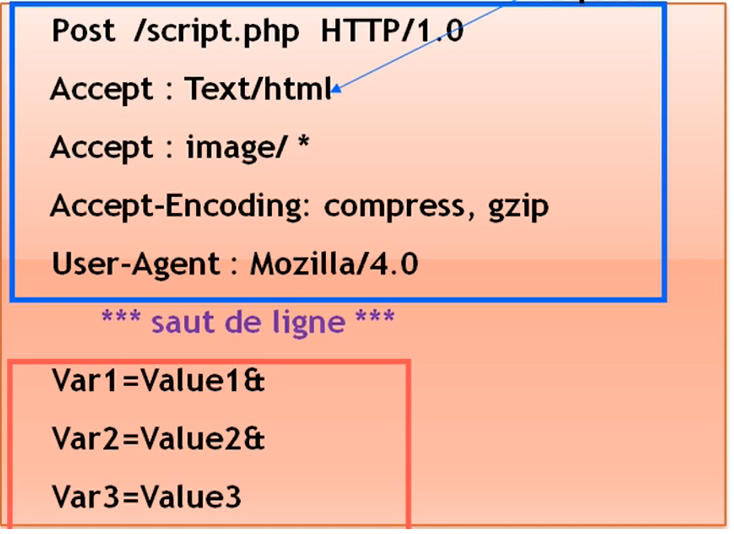 Post /script.php HTTP/1.0
Accept : Text/html
Accept : image/ *
Accept-Encoding: compress, gzip
User-Agent : Mozilla/4.0
*** saut de ligne ***
Var1=Value1&
Var2=Value2&
Var3=Value3